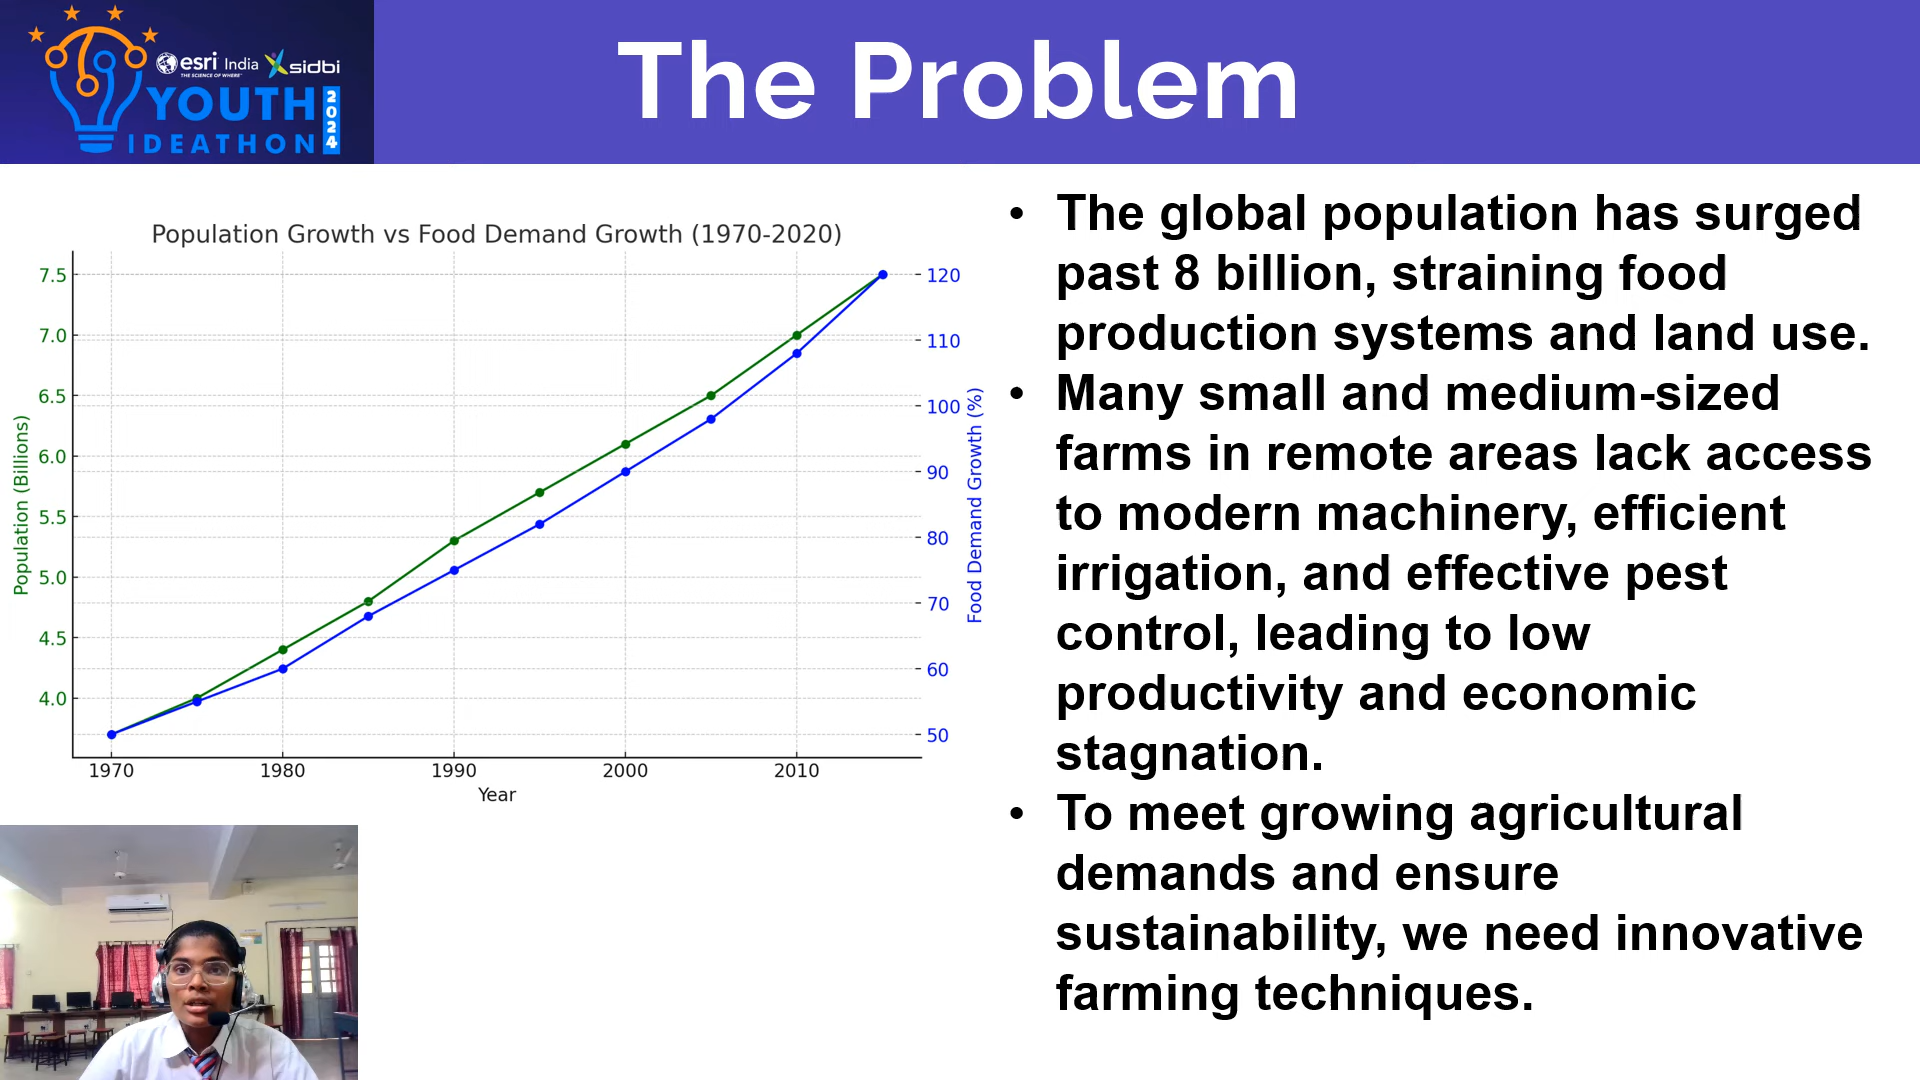 esri India
THE SCIENCE OF WHERE
sidbi
YOUTH
IDEATHON
2024
The Problem
Population Growth vs Food Demand Growth (1970-2020)
Population (Billions)
7.5
7.0
6.5
6.0
5.5
5.0
4.5
4.0
120
110
100
90
80
70
60
50
Food Demand Growth (%)
1970 1980 1990 2000 2010
Year
• The global population has surged
past 8 billion, straining food
production systems and land use.
• Many small and medium-sized
farms in remote areas lack access
to modern machinery, efficient
irrigation, and effective pest
control, leading to low
productivity and economic
stagnation.
• To meet growing agricultural
demands and ensure
sustainability, we need innovative
farming techniques.